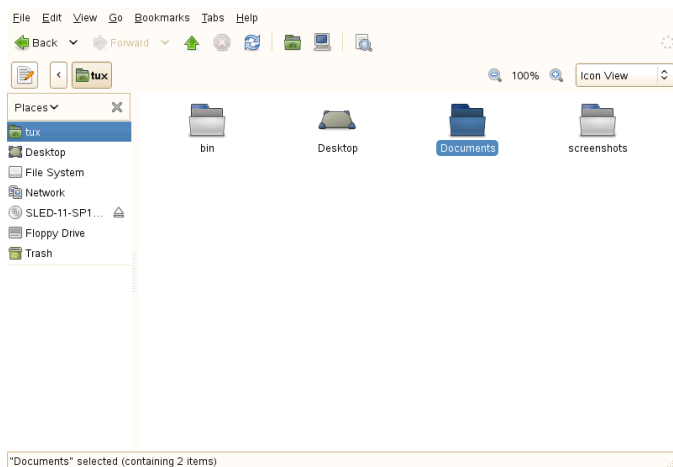 File Edit View Go Bookmarks Tabs Help
Back Forward
tux 100% Icon View
Places
tux
Desktop
File System
Network
SLED-11-SP1...
Floppy Drive
Trash
bin Desktop Documents screenshots
"Documents" selected (containing 2 items)